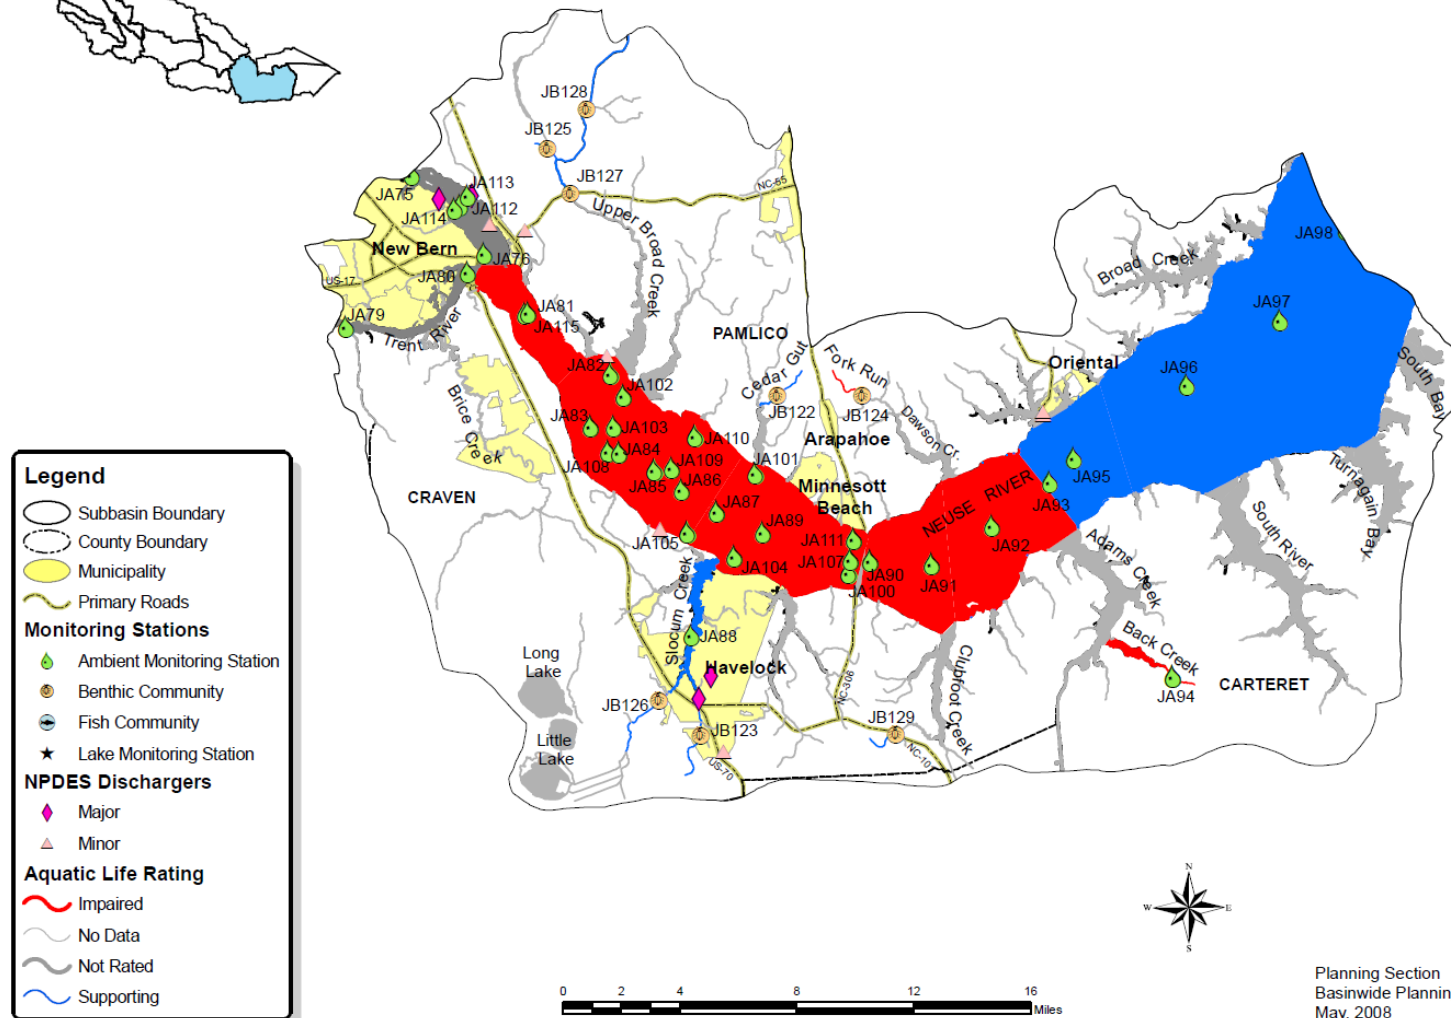 JB128
JB125
JB127
NC-55
JA75
JA113
JA112
JA114
New Bern
JA76
JA80
US-17
JA79
Trent River
Upper Broad Creek
JA81
JA115
PAMLICO
JA82
JA102
Cedar Gut
Fork Run
JB122
JB124
Dawson Cr.
Oriental
Broad Creek
JA98
JA97
JA96
South Bay
Brice Creek
JA83
JA103
JA110
JA84
JA108
JA109
JA101
JA85
JA86
Arapahoe
Minnesott
Beach
JA87
JA89
NEUSE RIVER
JA95
JA93
JA92
Turnagain Bay
South River
CRAVEN
JA105
JA104
JA111
JA107
JA90
JA100
JA91
Adams Creek
Slocum Creek
JA88
Havelock
Back Creek
JA94
CARTERET
Long
Lake
Little
Lake
JB126
JB123
US-70
NC-306
JB129
NC-101
Clubfoot Creek
Legend
Subbasin Boundary
County Boundary
Municipality
Primary Roads
Monitoring Stations
Ambient Monitoring Station
Benthic Community
Fish Community
Lake Monitoring Station
NPDES Dischargers
Major
Minor
Aquatic Life Rating
Impaired
No Data
Not Rated
Supporting
N
W E
S
0 2 4 8 12 16
Miles
Planning Section
Basinwide Plannin
May, 2008